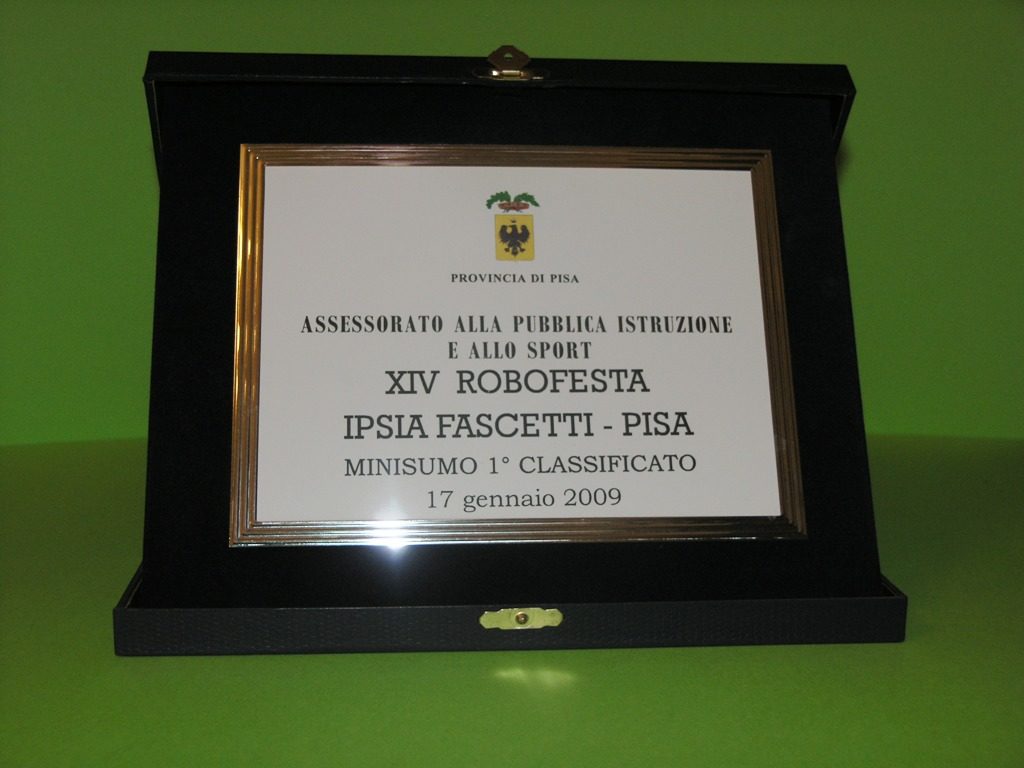 PROVINCIA DI PISA
ASSESSORATO ALLA PUBBLICA ISTRUZIONE
E ALLO SPORT
XIV ROBOFESTA
IPSIA FASCETTI - PISA
MINISUMO 1° CLASSIFICATO
17 gennaio 2009